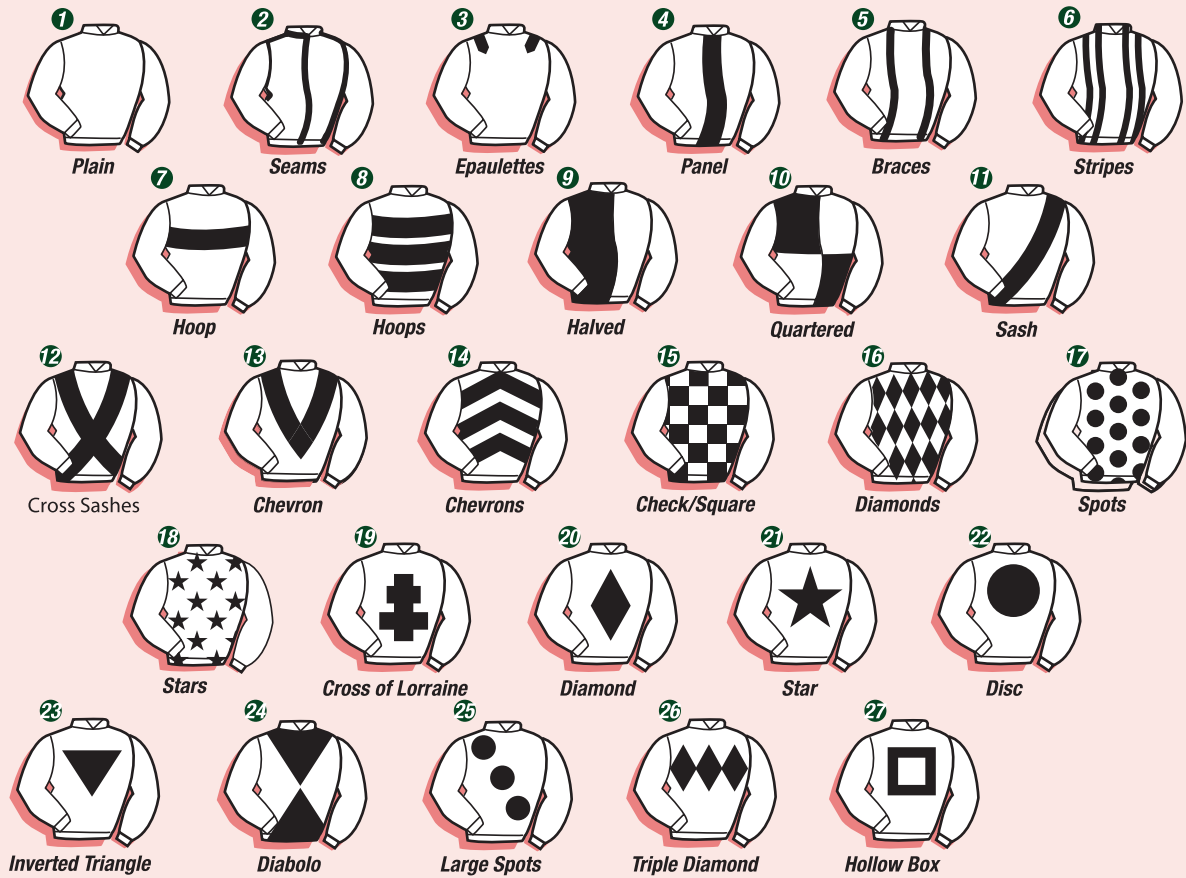 1 2 3 4 5 6
Plain Seams Epaulettes Panel Braces Stripes
7 8 9 10 11
Hoop Hoops Halved Quartered Sash
12 13 14 15 16 17
Cross Sashes Chevron Chevrons Check/Square Diamonds Spots
18 19 20 21 22
Stars Cross of Lorraine Diamond Star Disc
23 24 25 26 27
Inverted Triangle Diabolo Large Spots Triple Diamond Hollow Box